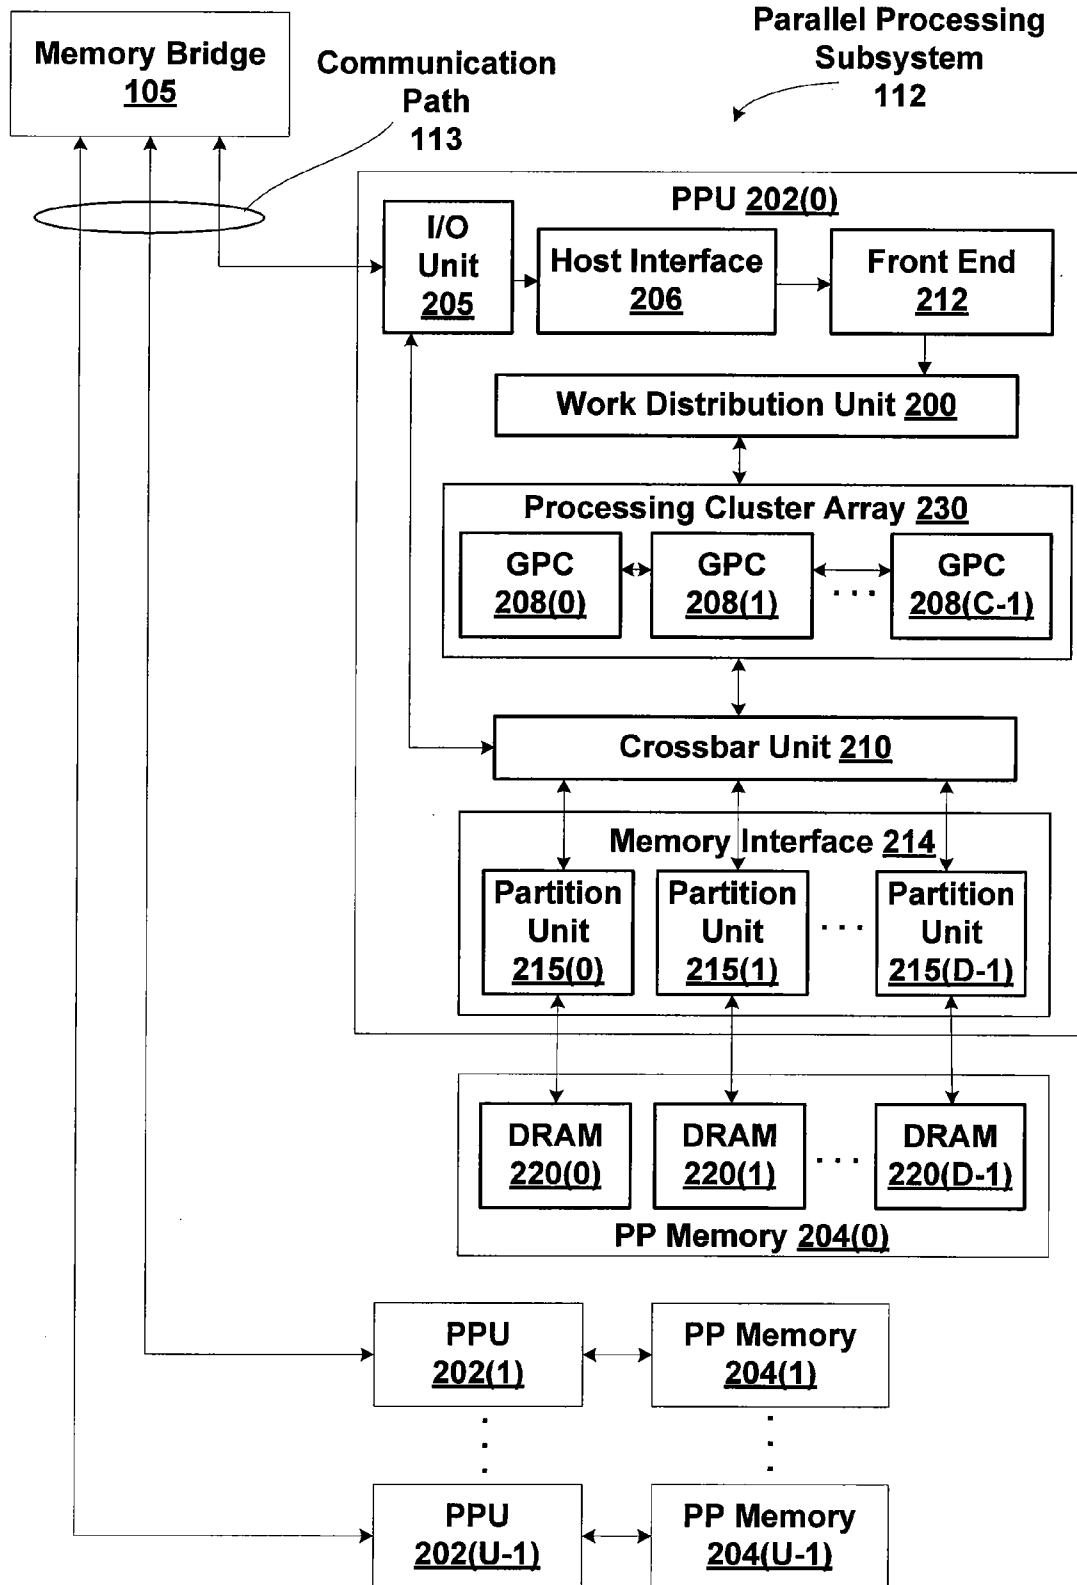 Memory Bridge
105
Communication
Path
113
Parallel Processing
Subsystem
112
PPU 202(0)
I/O
Unit
205
Host Interface
206
Front End
212
Work Distribution Unit 200
Processing Cluster Array 230
GPC
208(0)
GPC
208(1)
. . .
GPC
208(C-1)
Crossbar Unit 210
Memory Interface 214
Partition
Unit
215(0)
Partition
Unit
215(1)
. . .
Partition
Unit
215(D-1)
DRAM
220(0)
DRAM
220(1)
. . .
DRAM
220(D-1)
PP Memory 204(0)
PPU
202(1)
PP Memory
204(1)
PPU
202(U-1)
PP Memory
204(U-1)